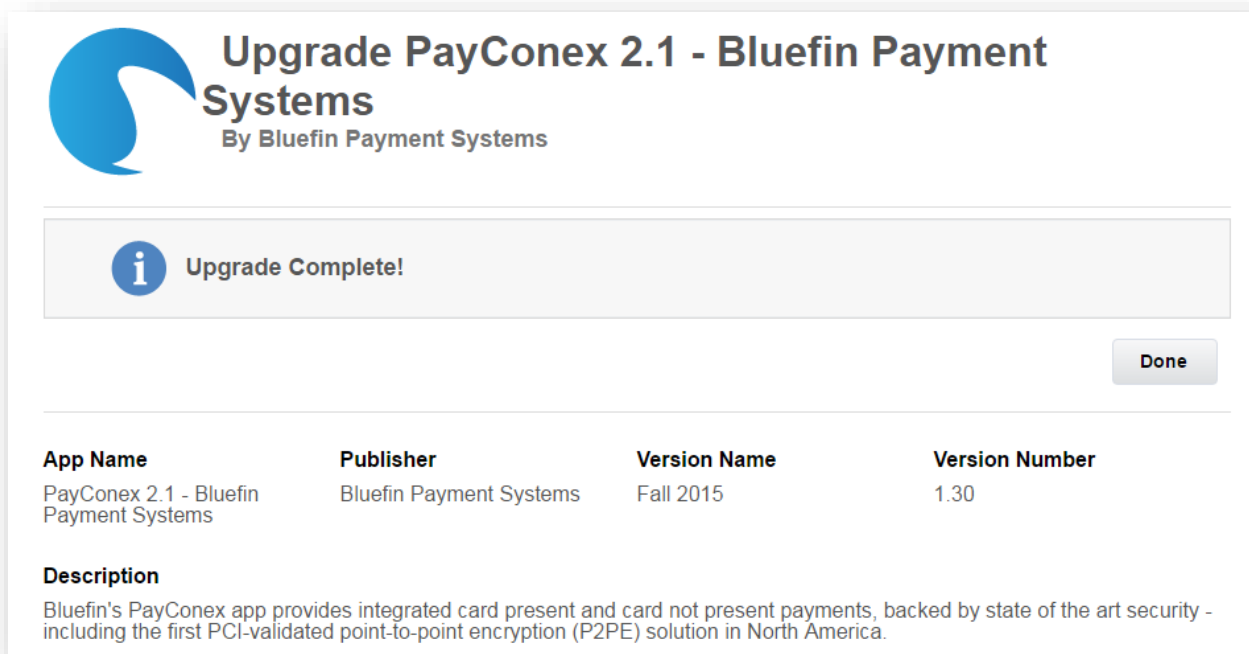 Upgrade PayConex 2.1 - Bluefin Payment
Systems
By Bluefin Payment Systems
Upgrade Complete!
Done
App Name
PayConex 2.1 - Bluefin
Payment Systems
Publisher
Bluefin Payment Systems
Version Name
Fall 2015
Version Number
1.30
Description
Bluefin's PayConex app provides integrated card present and card not present payments, backed by state of the art security -
including the first PCI-validated point-to-point encryption (P2PE) solution in North America.